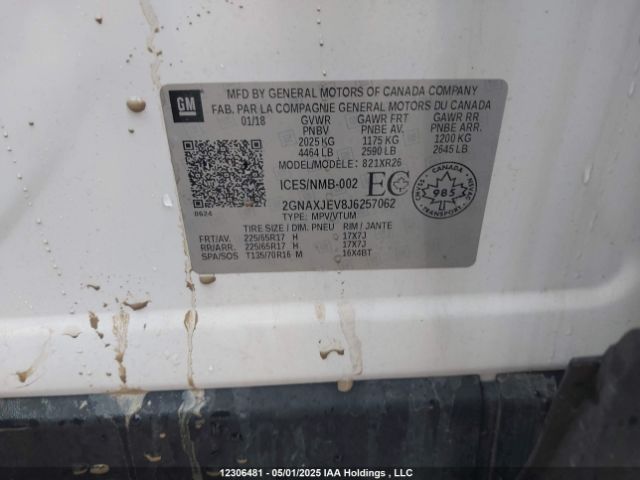 GM
MFD BY GENERAL MOTORS OF CANADA COMPANY
FAB. PAR LA COMPAGNIE GENERAL MOTORS DU CANADA
01/18 GVWR GAWR FRT GAWR RR
PNBV PNBE AV. PNBE ARR.
2025 KG 1175 KG 1200 KG
4464 LB 2590 LB 2645 LB
MODEL/MODÈLE: 821XR26
ICES/NMB-002 EC
CANADA
985
TRANSPORT
0624
2GNAXJEV8J6257062
TYPE: MPV/VTUM
TIRE SIZE / DIM. PNEU RIM / JANTE
FRT/AV. 225/65R17 H 17X7J
RR/ARR. 225/65R17 H 17X7J
SPA/SOS T135/70R16 M 16X4BT
12306481 - 05/01/2025 IAA Holdings , LLC